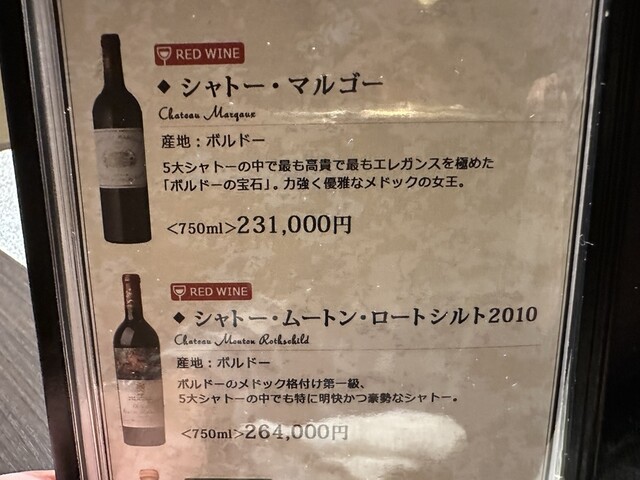 RED WINE
◆ シャトー・マルゴー
Chateau Margaux
産地：ボルドー
5大シャトーの中で最も高貴で最もエレガンスを極めた
「ボルドーの宝石」。力強く優雅なメドックの女王。
<750ml>231,000円
RED WINE
◆ シャトー・ムートン・ロートシルト2010
Chateau Mouton Rothschild
産地：ボルドー
ボルドーのメドック格付け第一級、
5大シャトーの中でも特に明快かつ豪勢なシャトー。
<750ml>264,000円